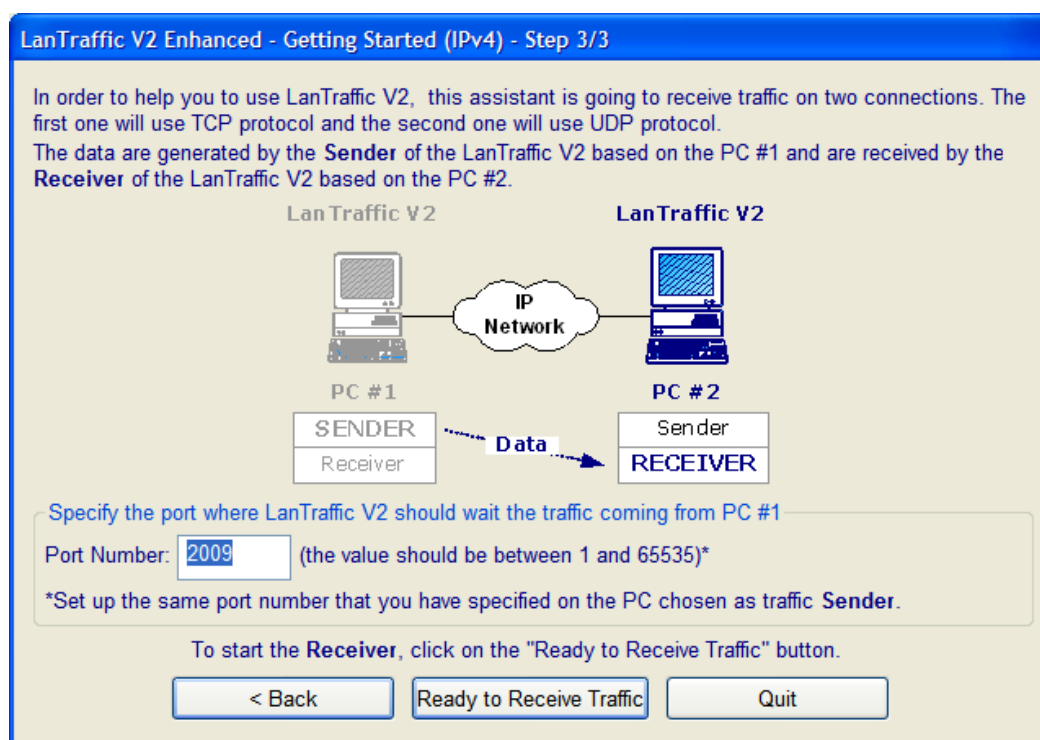 LanTraffic V2 Enhanced - Getting Started (IPv4) - Step 3/3
In order to help you to use LanTraffic V2, this assistant is going to receive traffic on two connections. The
first one will use TCP protocol and the second one will use UDP protocol.
The data are generated by the Sender of the LanTraffic V2 based on the PC #1 and are received by the
Receiver of the LanTraffic V2 based on the PC #2.
LanTraffic V2
LanTraffic V2
IP
Network
PC #1
PC #2
SENDER
Receiver
Data
Sender
RECEIVER
Specify the port where LanTraffic V2 should wait the traffic coming from PC #1
Port Number: 2009 (the value should be between 1 and 65535)*
*Set up the same port number that you have specified on the PC chosen as traffic Sender.
To start the Receiver, click on the "Ready to Receive Traffic" button.
< Back
Ready to Receive Traffic
Quit